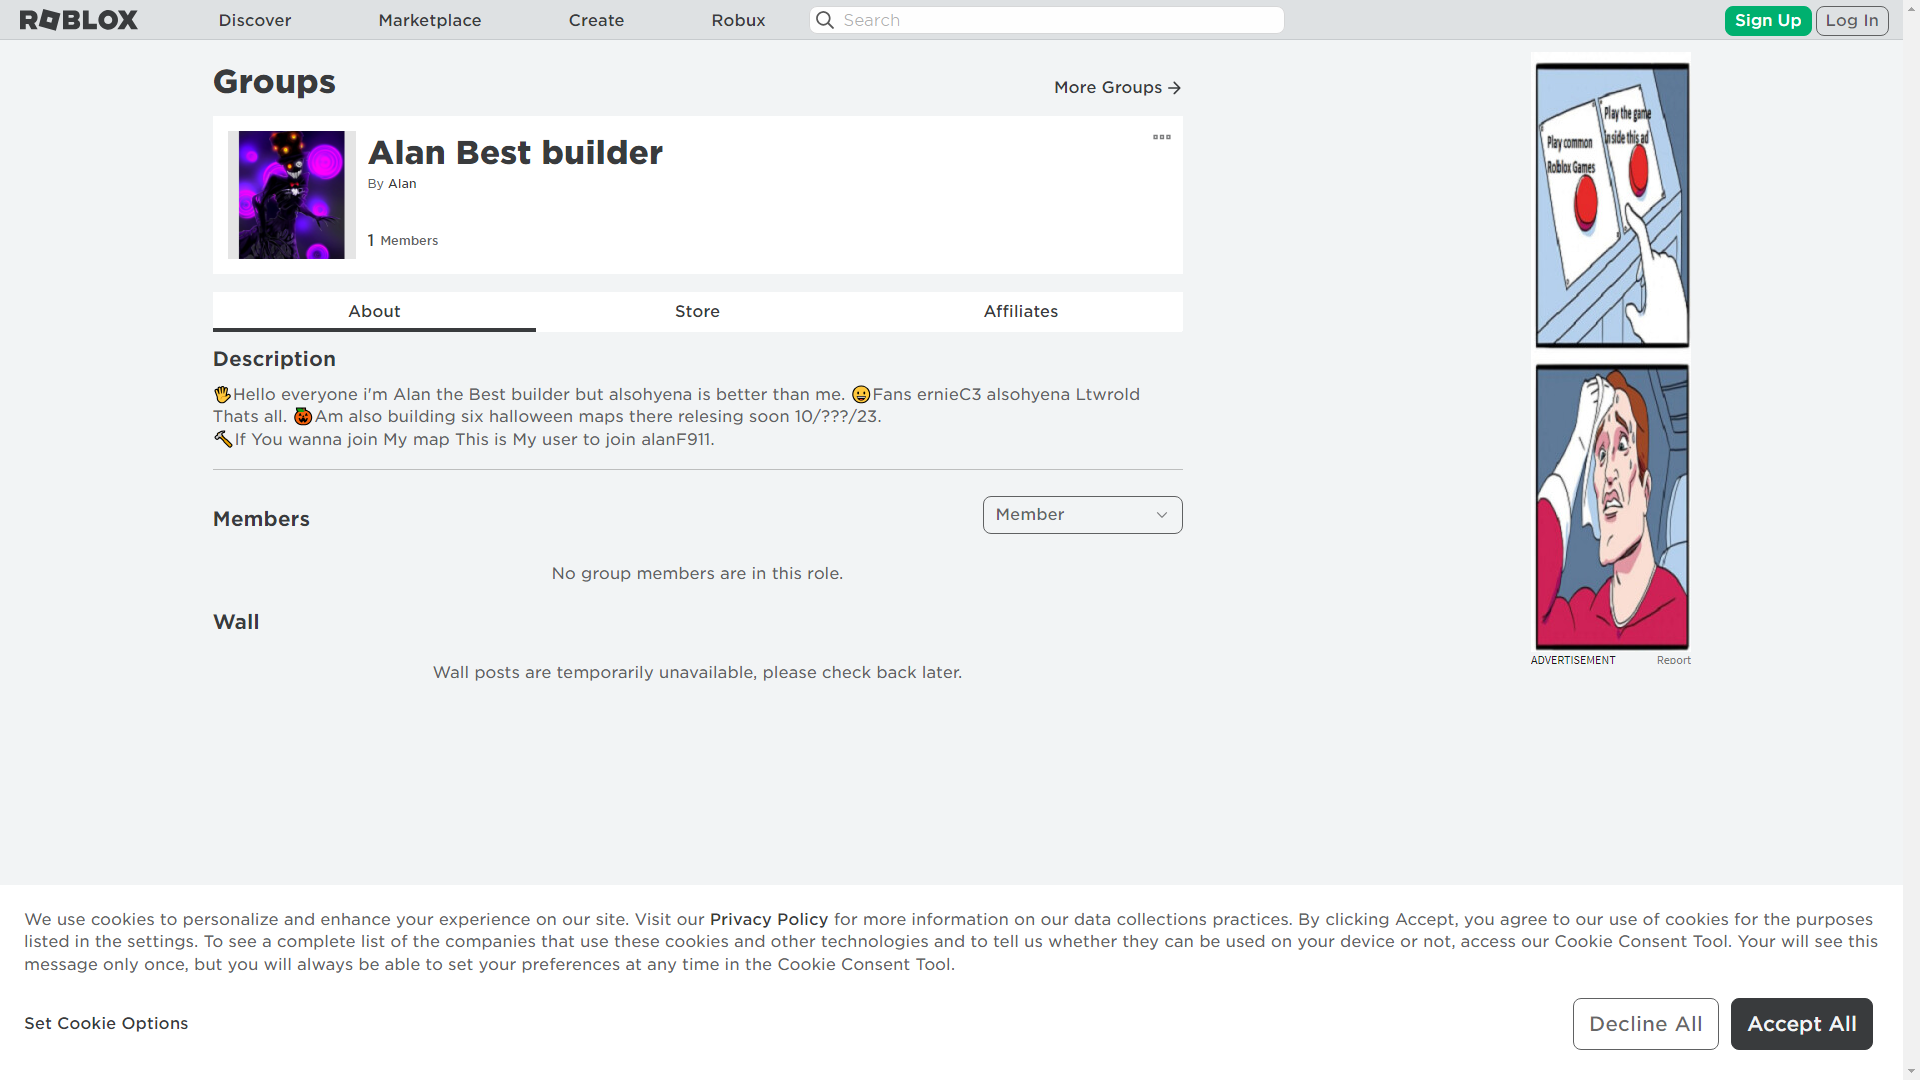 ROBLOX Discover Marketplace Create Robux Search Sign Up Log In
Groups
More Groups
Alan Best builder
By Alan
1 Members
About Store Affiliates
Description
🖐Hello everyone i'm Alan the Best builder but alsohyena is better than me. 😀Fans ernieC3 alsohyena Ltwrold
Thats all. 🎃Am also building six halloween maps there relesing soon 10/???/23.
🔨If You wanna join My map This is My user to join alanF911.
Members
Member
No group members are in this role.
Wall
Wall posts are temporarily unavailable, please check back later.
Play common
Roblox Games
Play the game
inside this ad
ADVERTISEMENT Report
We use cookies to personalize and enhance your experience on our site. Visit our Privacy Policy for more information on our data collections practices. By clicking Accept, you agree to our use of cookies for the purposes
listed in the settings. To see a complete list of the companies that use these cookies and other technologies and to tell us whether they can be used on your device or not, access our Cookie Consent Tool. Your will see this
message only once, but you will always be able to set your preferences at any time in the Cookie Consent Tool.
Set Cookie Options
Decline All
Accept All